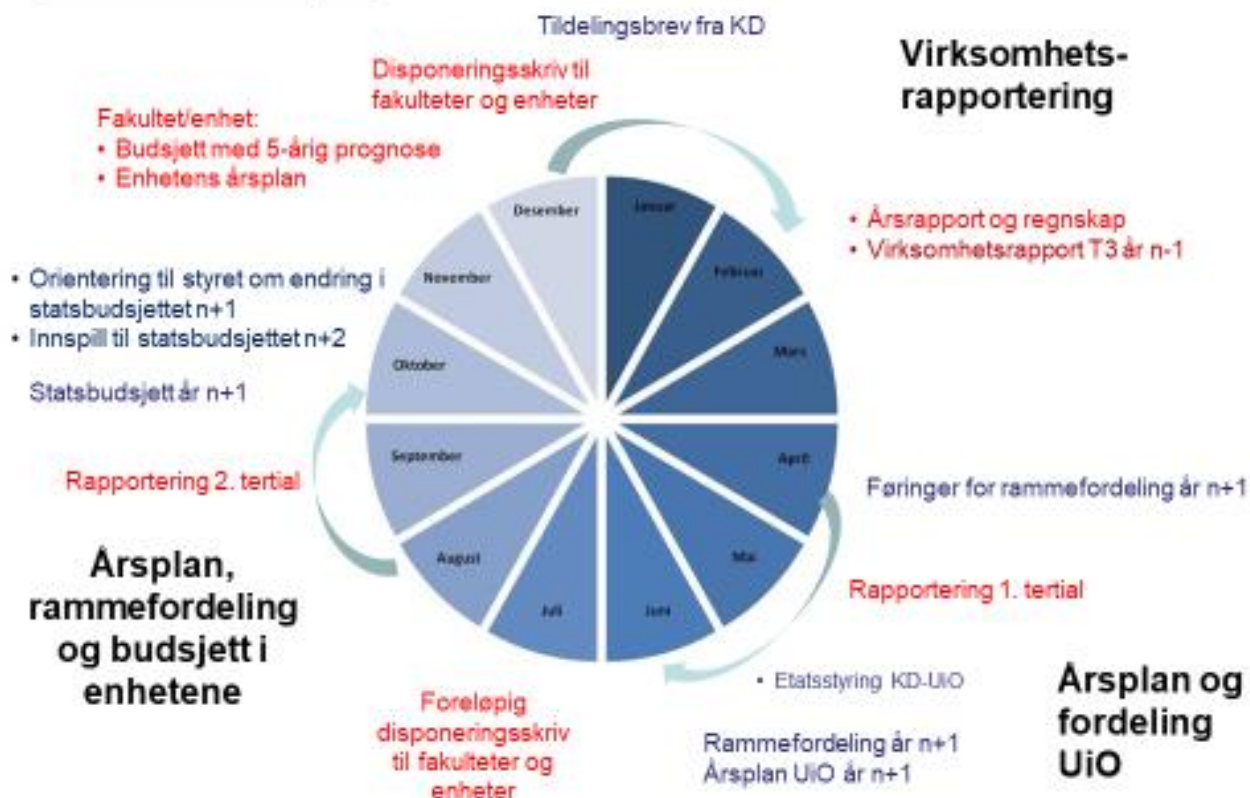 Tildelingsbrev fra KD
Virksomhets-
rapportering
Disponeringsskriv til
fakulteter og enheter
Fakultet/enhet:
• Budsjett med 5-årig prognose
• Enhetens årsplan
Desember
Januar
• Årsrapport og regnskap
• Virksomhetsrapport T3 år n-1
November
Februar
• Orientering til styret om endring i
statsbudsjettet n+1
• Innspill til statsbudsjettet n+2
Oktober
Mars
Statsbudsjett år n+1
September
April
Rapportering 2. tertial
Føringer for rammefordeling år n+1
August
Mai
Juli
Juni
Rapportering 1. tertial
Årsplan,
rammefordeling
og budsjett i
enhetene
• Etatsstyring KD-UiO
Foreløpig
disponeringsskriv
til fakulteter og
enheter
Rammefordeling år n+1
Årsplan UiO år n+1
Årsplan og
fordeling
UiO